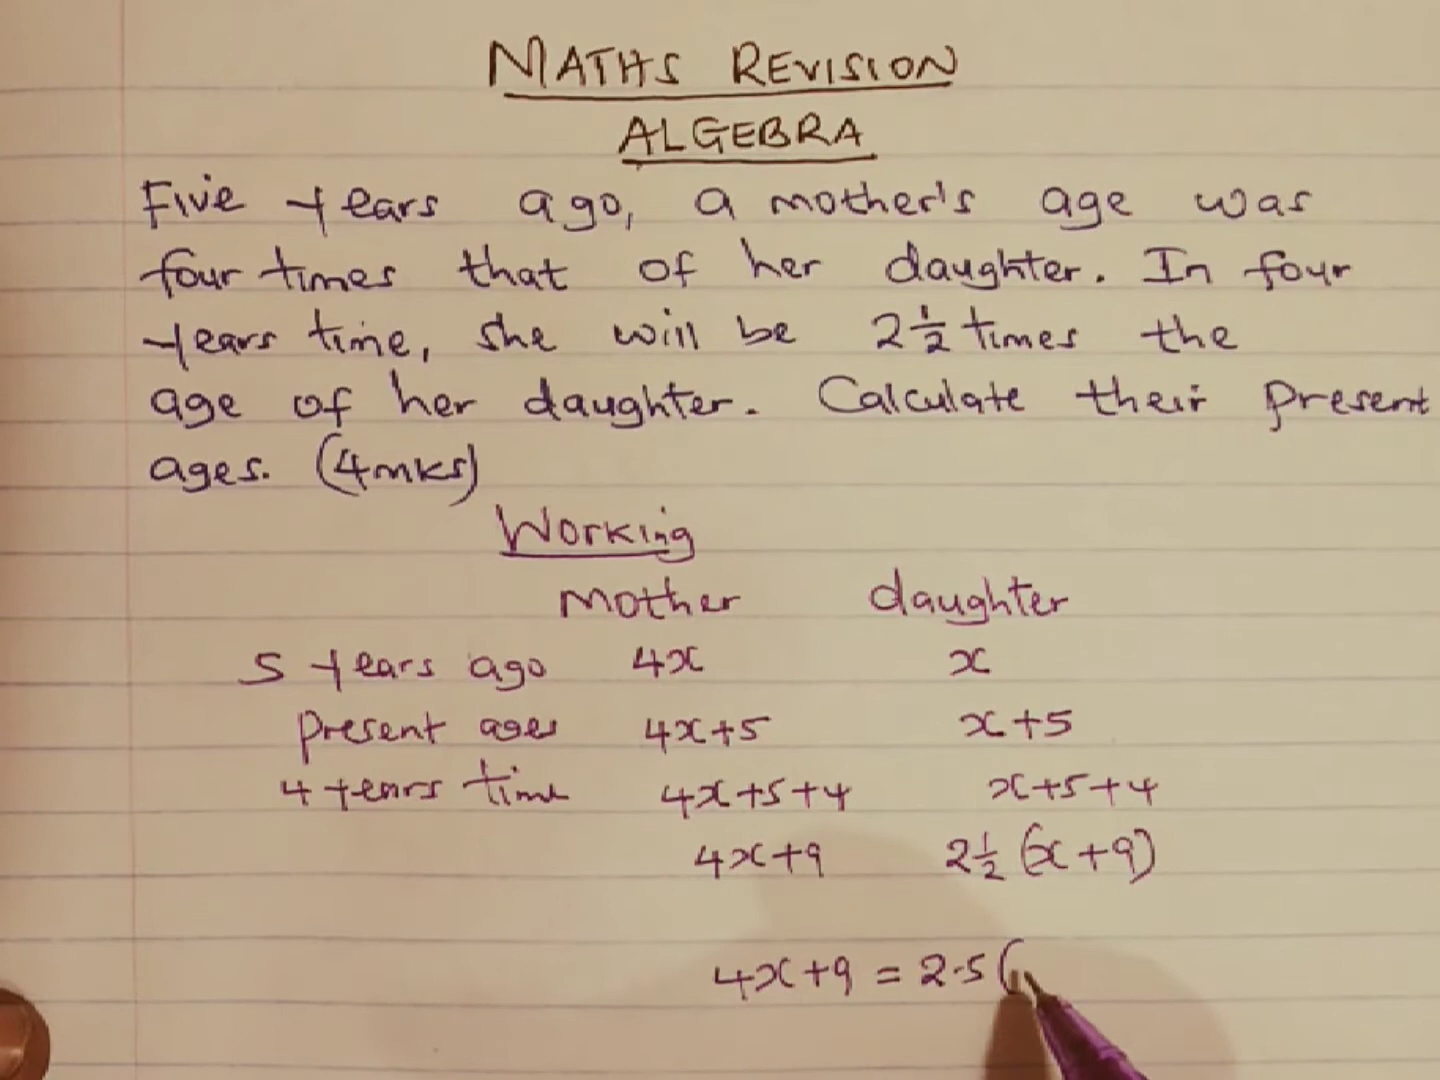 MATHS REVISION
ALGEBRA
Five years ago, a mother's age was
four times that of her daughter. In four
years time, she will be 2½ times the
age of her daughter. Calculate their present
ages. (4mks)
Working
Mother daughter
5 years ago 4x x
Present ages 4x+5 x+5
4 years time 4x+5+4 x+5+4
4x+9 2½(x+9)
4x+9 = 2.5(